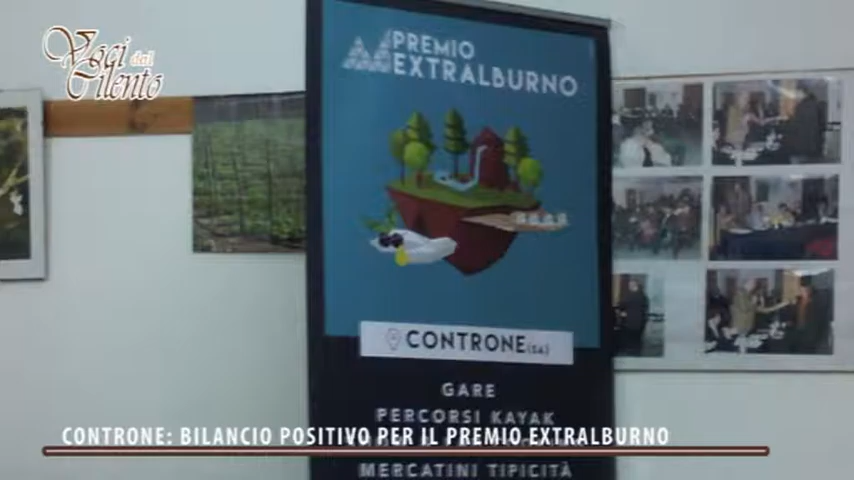 Voci dal
Cilento
PREMIO
EXTRALBURNO
CONTRONE (SA)
GARE
PERCORSI KAYAK
CONTRONE: BILANCIO POSITIVO PER IL PREMIO EXTRALBURNO
MERCATINI TIPICITÀ